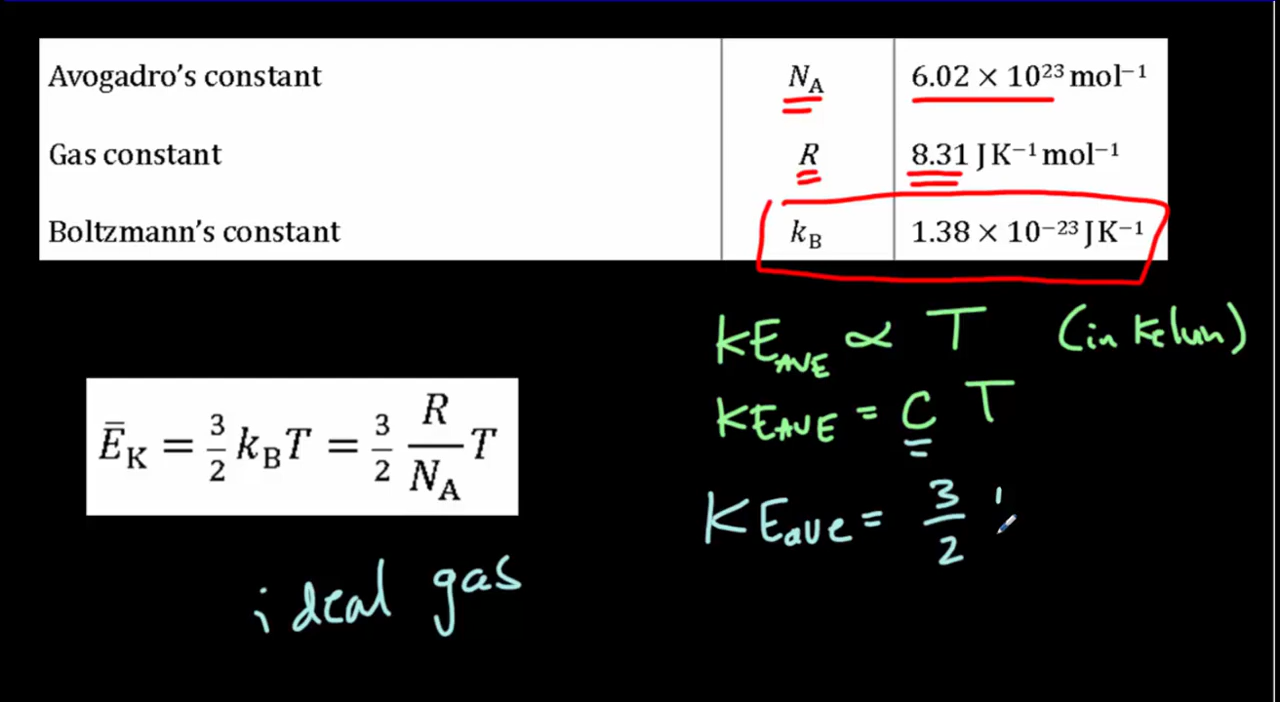 Avogadro's constant N_A 6.02 × 10²³ mol⁻¹
Gas constant R 8.31 J K⁻¹ mol⁻¹
Boltzmann's constant k_B 1.38 × 10⁻²³ J K⁻¹
KE_AVE ∝ T (in Kelvin)
KE_AVE = C T
Ē_K = 3/2 k_B T = 3/2 R/N_A T
KE_ave = 3/2
ideal gas